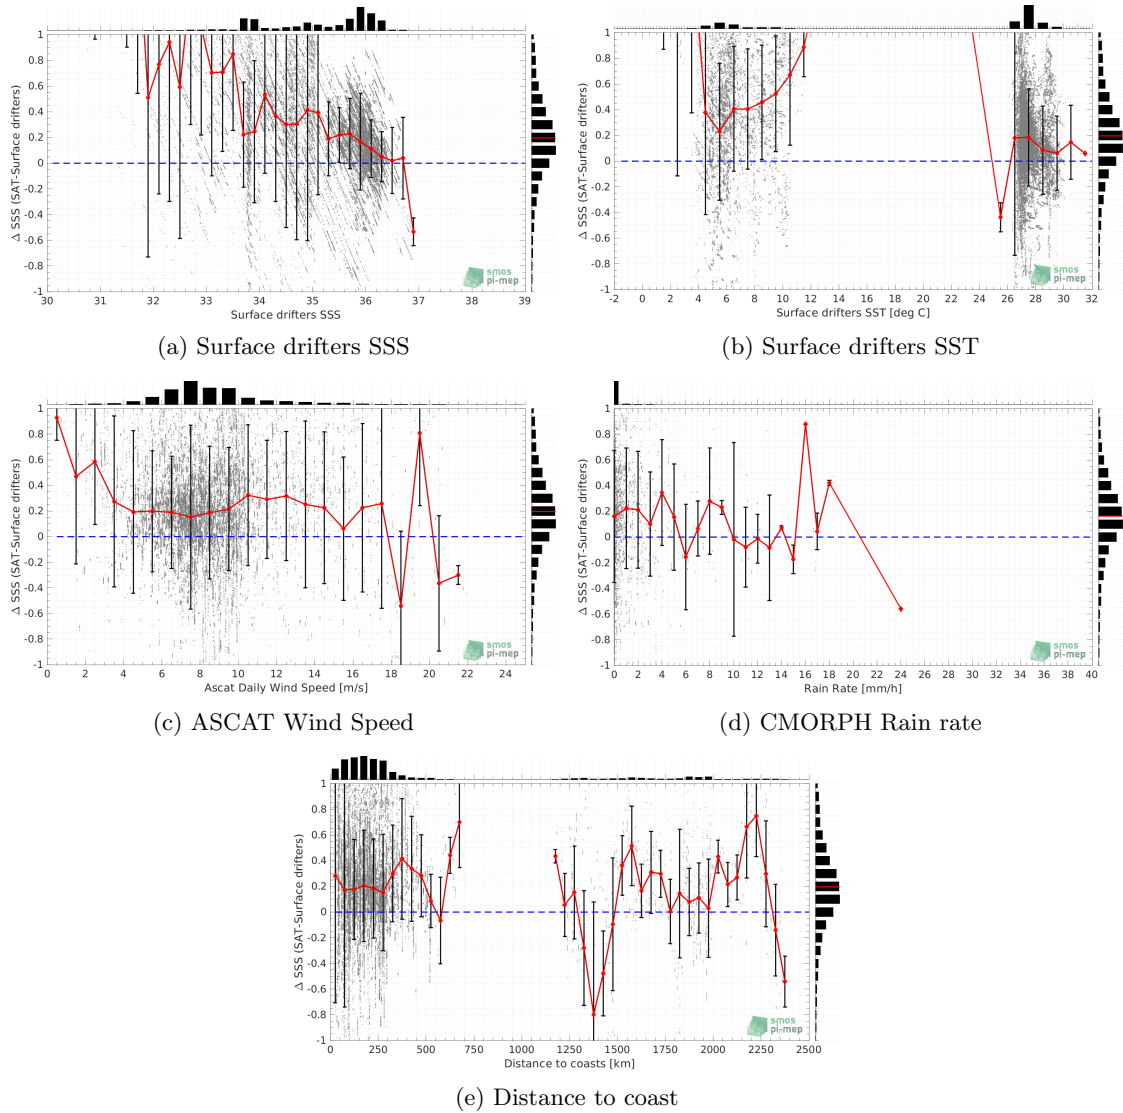 1
0.8
0.6
0.4
0.2
0
-0.2
-0.4
-0.6
-0.8
-1
Δ SSS (SAT-Surface drifters)
30 31 32 33 34 35 36 37 38 39
Surface drifters SSS
smos
pi-mep
(a) Surface drifters SSS
1
0.8
0.6
0.4
0.2
0
-0.2
-0.4
-0.6
-0.8
-1
Δ SSS (SAT-Surface drifters)
-2 0 2 4 6 8 10 12 14 16 18 20 22 24 26 28 30 32
Surface drifters SST [deg C]
smos
pi-mep
(b) Surface drifters SST
1
0.8
0.6
0.4
0.2
0
-0.2
-0.4
-0.6
-0.8
-1
Δ SSS (SAT-Surface drifters)
0 2 4 6 8 10 12 14 16 18 20 22 24
Ascat Daily Wind Speed [m/s]
smos
pi-mep
(c) ASCAT Wind Speed
1
0.8
0.6
0.4
0.2
0
-0.2
-0.4
-0.6
-0.8
-1
Δ SSS (SAT-Surface drifters)
0 2 4 6 8 10 12 14 16 18 20 22 24 26 28 30 32 34 36 38 40
Rain Rate [mm/h]
smos
pi-mep
(d) CMORPH Rain rate
1
0.8
0.6
0.4
0.2
0
-0.2
-0.4
-0.6
-0.8
-1
Δ SSS (SAT-Surface drifters)
0 250 500 750 1000 1250 1500 1750 2000 2250 2500
Distance to coasts [km]
smos
pi-mep
(e) Distance to coast